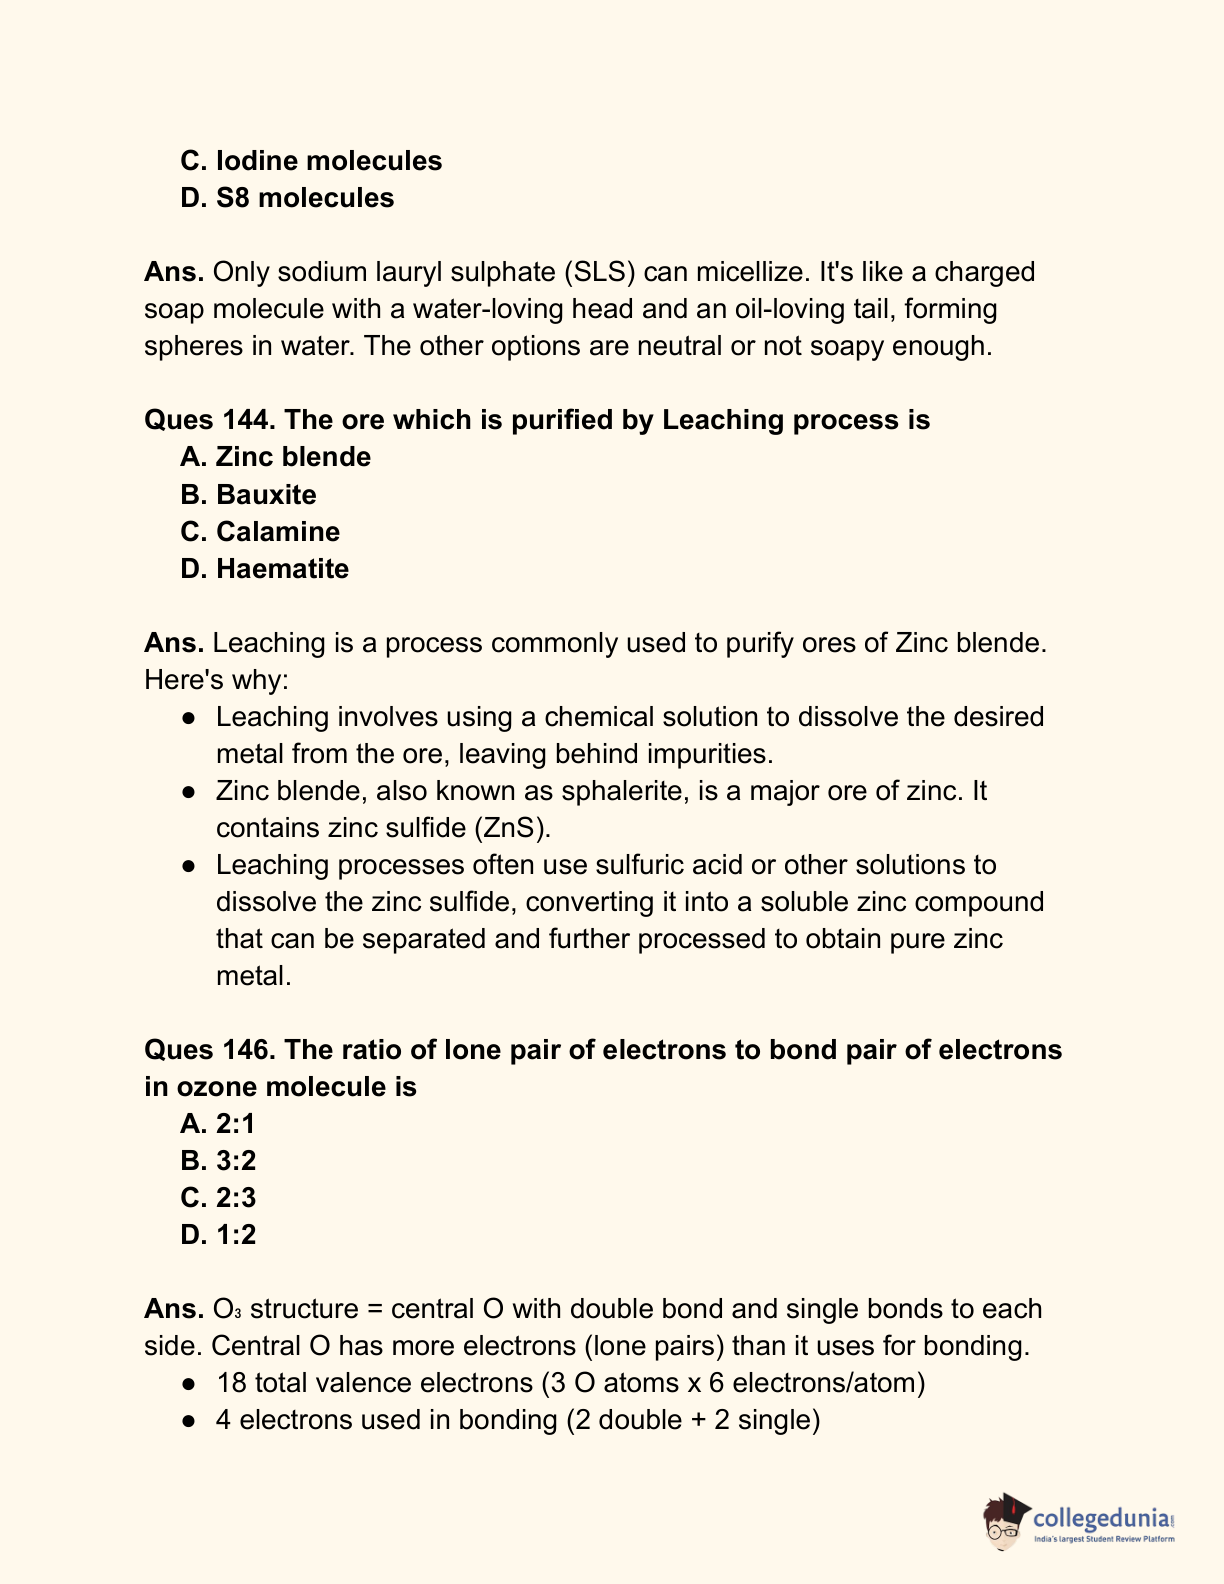 C. Iodine molecules
D. S8 molecules
Ans. Only sodium lauryl sulphate (SLS) can micellize. It's like a charged
soap molecule with a water-loving head and an oil-loving tail, forming
spheres in water. The other options are neutral or not soapy enough.
Ques 144. The ore which is purified by Leaching process is
A. Zinc blende
B. Bauxite
C. Calamine
D. Haematite
Ans. Leaching is a process commonly used to purify ores of Zinc blende.
Here's why:
● Leaching involves using a chemical solution to dissolve the desired
metal from the ore, leaving behind impurities.
● Zinc blende, also known as sphalerite, is a major ore of zinc. It
contains zinc sulfide (ZnS).
● Leaching processes often use sulfuric acid or other solutions to
dissolve the zinc sulfide, converting it into a soluble zinc compound
that can be separated and further processed to obtain pure zinc
metal.
Ques 146. The ratio of lone pair of electrons to bond pair of electrons
in ozone molecule is
A. 2:1
B. 3:2
C. 2:3
D. 1:2
Ans. O₃ structure = central O with double bond and single bonds to each
side. Central O has more electrons (lone pairs) than it uses for bonding.
● 18 total valence electrons (3 O atoms x 6 electrons/atom)
● 4 electrons used in bonding (2 double + 2 single)
collegedunia.com
India's largest Student Review Platform